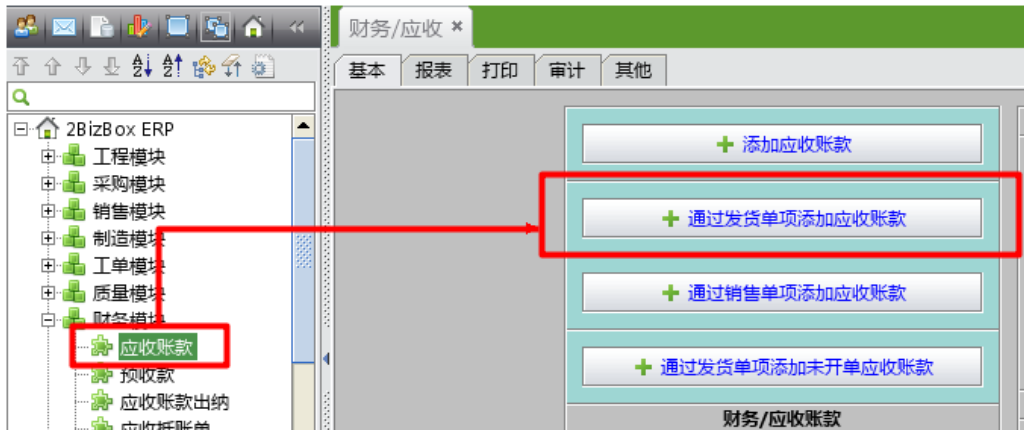 财务/应收
基本 报表 打印 审计 其他
2BizBox ERP
工程模块
采购模块
销售模块
制造模块
工单模块
质量模块
财务模块
应收账款
预收款
应收账款出纳
应收抵账单
添加应收账款
通过发货单项添加应收账款
通过销售单项添加应收账款
通过发货单项添加未开单应收账款
财务/应收账款